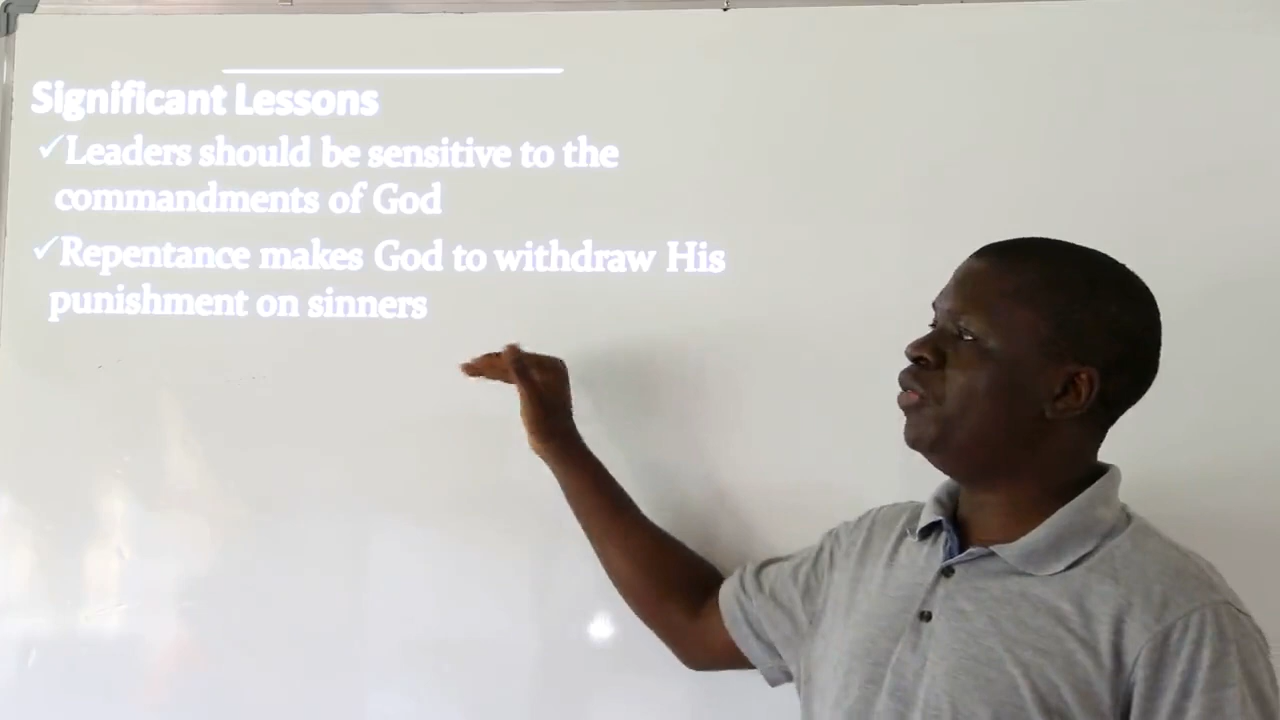 Significant Lessons
✓Leaders should be sensitive to the
commandments of God
✓Repentance makes God to withdraw His
punishment on sinners